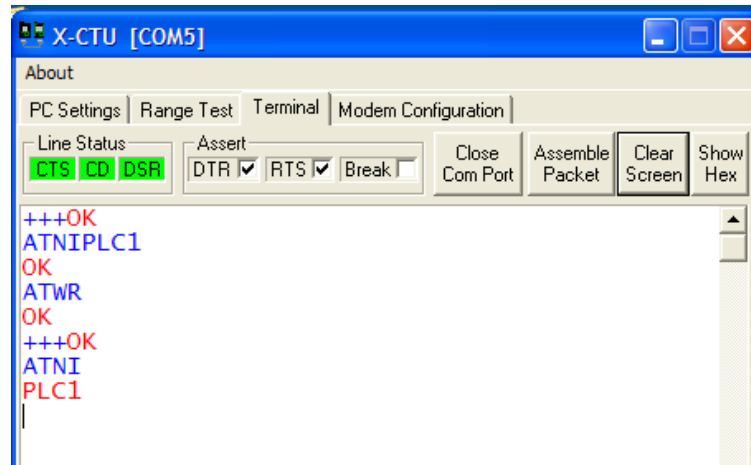 X-CTU [COM5]
About
PC Settings Range Test Terminal Modem Configuration
Line Status Assert
CTS CD DSR DTR RTS Break Close Com Port Assemble Packet Clear Screen Show Hex
+++OK
ATNIPLC1
OK
ATWR
OK
+++OK
ATNI
PLC1